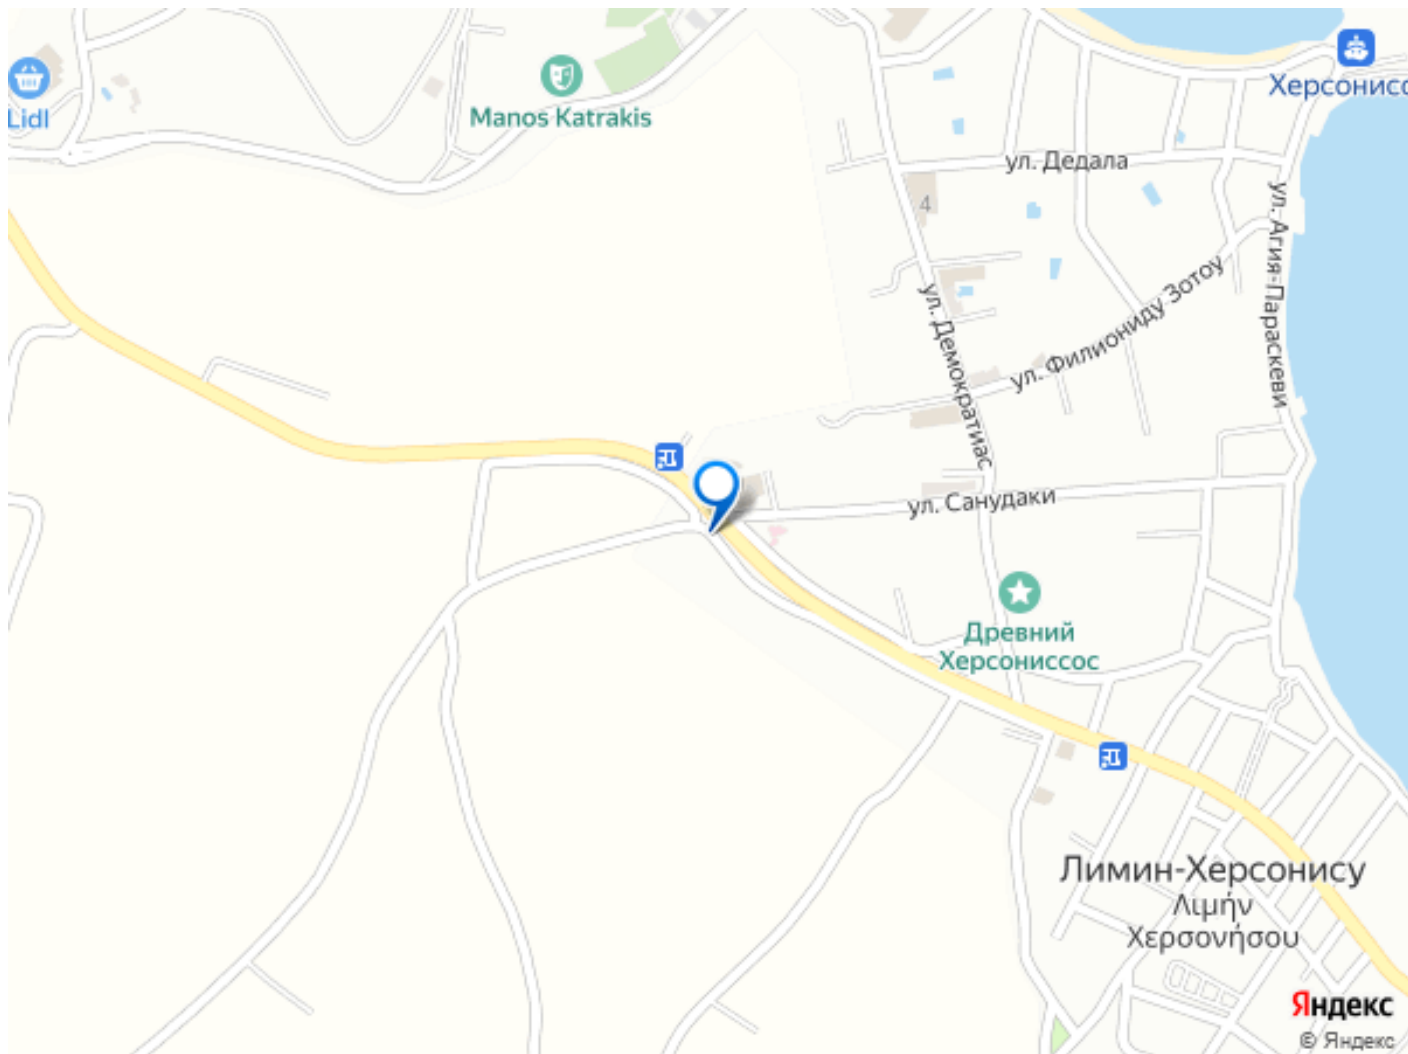 Херсонисс
Lidl
Manos Katrakis
ул. Дедала
4
ул. Агия-Параскеви
ул. Филиониду Зотоу
ул. Демократиас
ул. Санудаки
Древний
Херсониссос
Лимин-Херсонису
Λιμήν
Χερσονήσου
Яндекс
© Яндекс